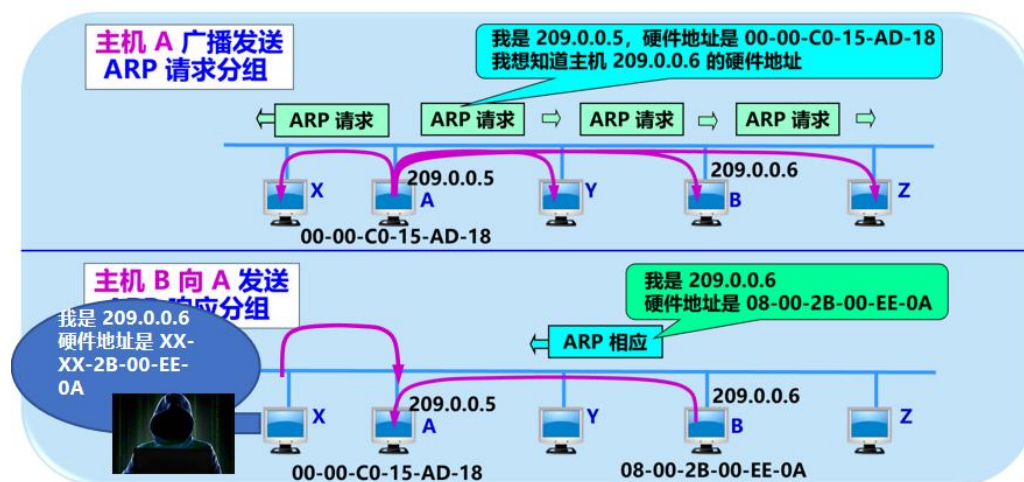 主机 A 广播发送
ARP 请求分组
我是 209.0.0.5，硬件地址是 00-00-C0-15-AD-18
我想知道主机 209.0.0.6 的硬件地址
ARP 请求
ARP 请求
ARP 请求
ARP 请求
209.0.0.5
209.0.0.6
X
A
Y
B
Z
00-00-C0-15-AD-18
主机 B 向 A 发送
响应分组
我是 209.0.0.6
硬件地址是 XX-
XX-2B-00-EE-
0A
我是 209.0.0.6
硬件地址是 08-00-2B-00-EE-0A
ARP 相应
209.0.0.5
209.0.0.6
X
A
Y
B
Z
00-00-C0-15-AD-18
08-00-2B-00-EE-0A